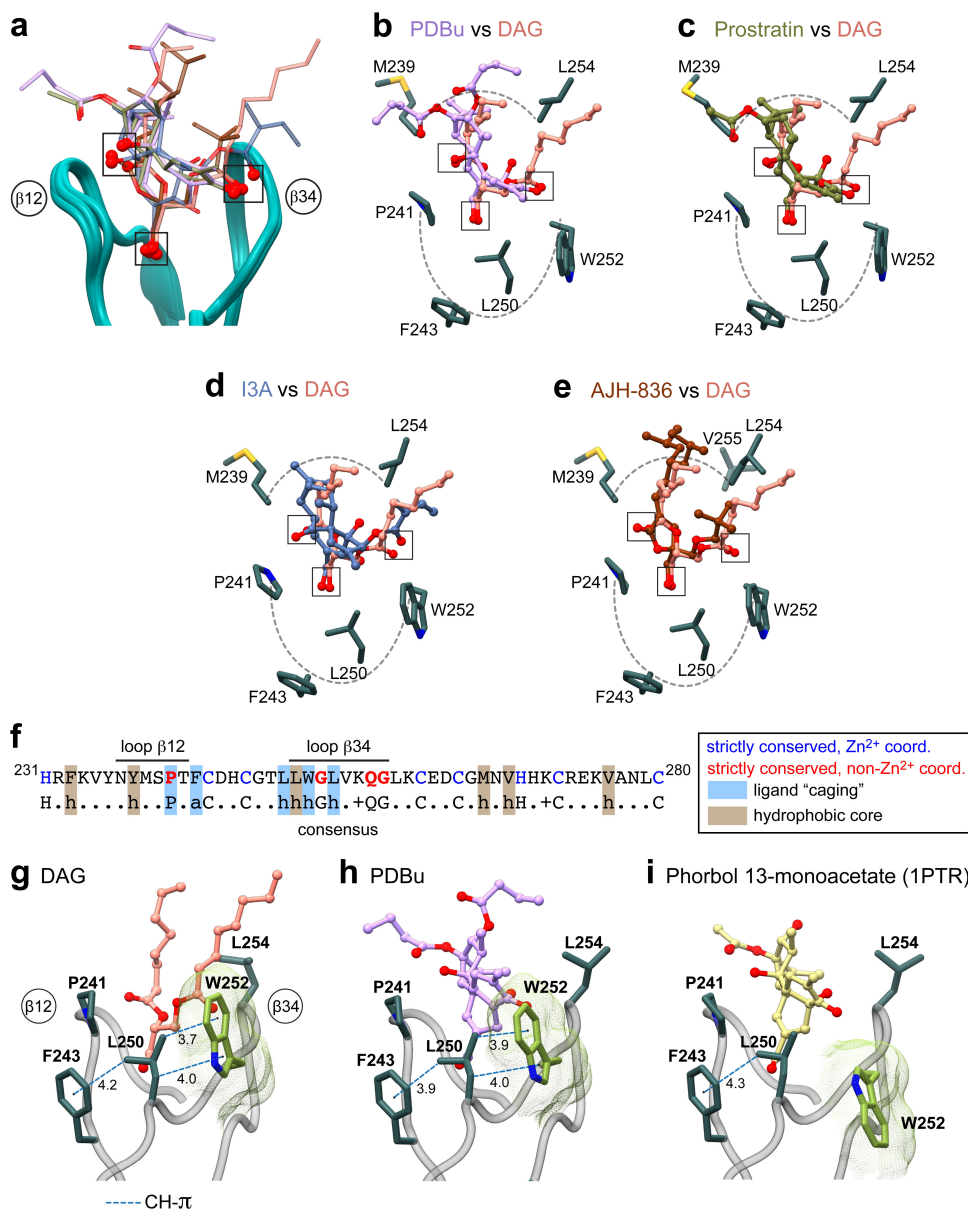 a
β12
β34
b PDBu vs DAG
M239
L254
P241
W252
L250
F243
c Prostratin vs DAG
M239
L254
P241
W252
L250
F243
d I3A vs DAG
L254
M239
P241
W252
L250
F243
e AJH-836 vs DAG
V255 L254
M239
P241
W252
L250
F243
f
loop β12 loop β34
231 HRFKVYNYMSPTFCDHCGTLLWGLVKQGLKCEDCGMNVHHKCREKVANLC 280
H.h....h..P.aC..C...hhhGh.+QG..C..C.h.hH.+C...h....C
consensus
strictly conserved, Zn2+ coord.
strictly conserved, non-Zn2+ coord.
ligand “caging”
hydrophobic core
g DAG
L254
P241
W252
β12
β34
L250
F243
3.7
4.2
4.0
CH-π
h PDBu
L254
P241
W252
L250
F243
3.9
3.9
4.0
i Phorbol 13-monoacetate (1PTR)
L254
P241
L250
F243
4.3
W252